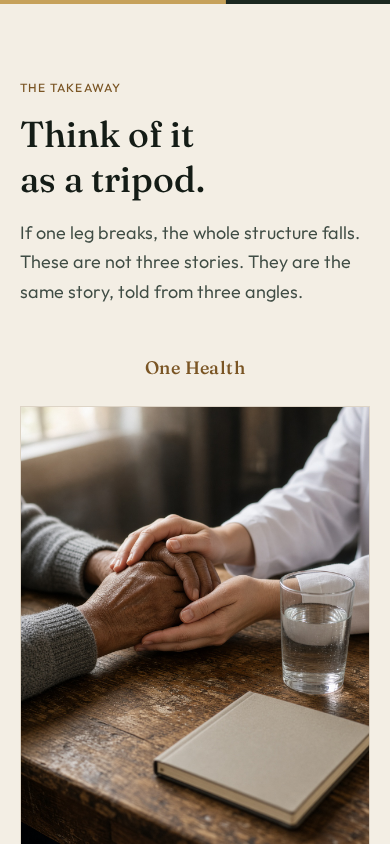 THE TAKEAWAY
Think of it
as a tripod.
If one leg breaks, the whole structure falls.
These are not three stories. They are the
same story, told from three angles.
One Health